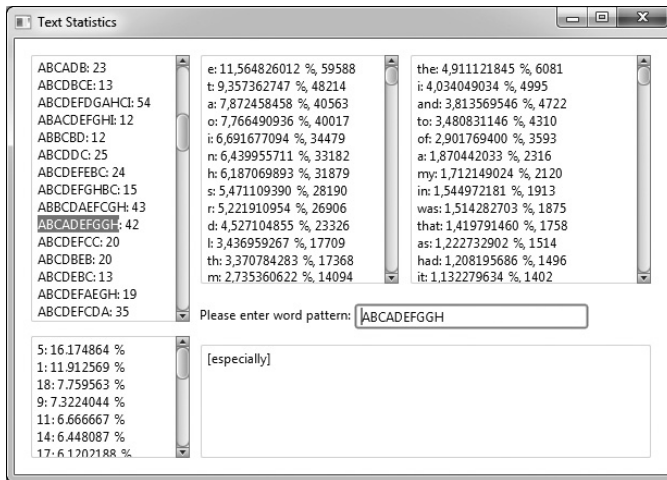 Text Statistics
ABCADB: 23
ABCDBCE: 13
ABCDEFDGAHCI: 54
ABACDEFGHI: 12
ABBCBD: 12
ABCDDC: 25
ABCDEFEBC: 24
ABCDEFGHBC: 15
ABBCDAEFCGH: 43
ABCADEFGGH: 42
ABCDEFCC: 20
ABCDBEB: 20
ABCDEBC: 13
ABCDEFAEGH: 19
ABCDEFCDA: 35
e: 11,564826012 %, 59588
t: 9,357362747 %, 48214
a: 7,872458458 %, 40563
o: 7,766490936 %, 40017
i: 6,691677094 %, 34479
n: 6,439955711 %, 33182
h: 6,187069893 %, 31879
s: 5,471109390 %, 28190
r: 5,221910954 %, 26906
d: 4,527104855 %, 23326
l: 3,436959267 %, 17709
th: 3,370784283 %, 17368
m: 2,735360622 %, 14094
the: 4,911121845 %, 6081
i: 4,034049034 %, 4995
and: 3,813569546 %, 4722
to: 3,480831146 %, 4310
of: 2,901769400 %, 3593
a: 1,870442033 %, 2316
my: 1,712149024 %, 2120
in: 1,544972181 %, 1913
was: 1,514282703 %, 1875
that: 1,419791460 %, 1758
as: 1,222732902 %, 1514
had: 1,208195686 %, 1496
it: 1,132279634 %, 1402
Please enter word pattern: ABCADEFGGH
5: 16.174864 %
1: 11.912569 %
18: 7.759563 %
9: 7.3224044 %
11: 6.666667 %
14: 6.448087 %
17: 6.1202188 %
[especially]